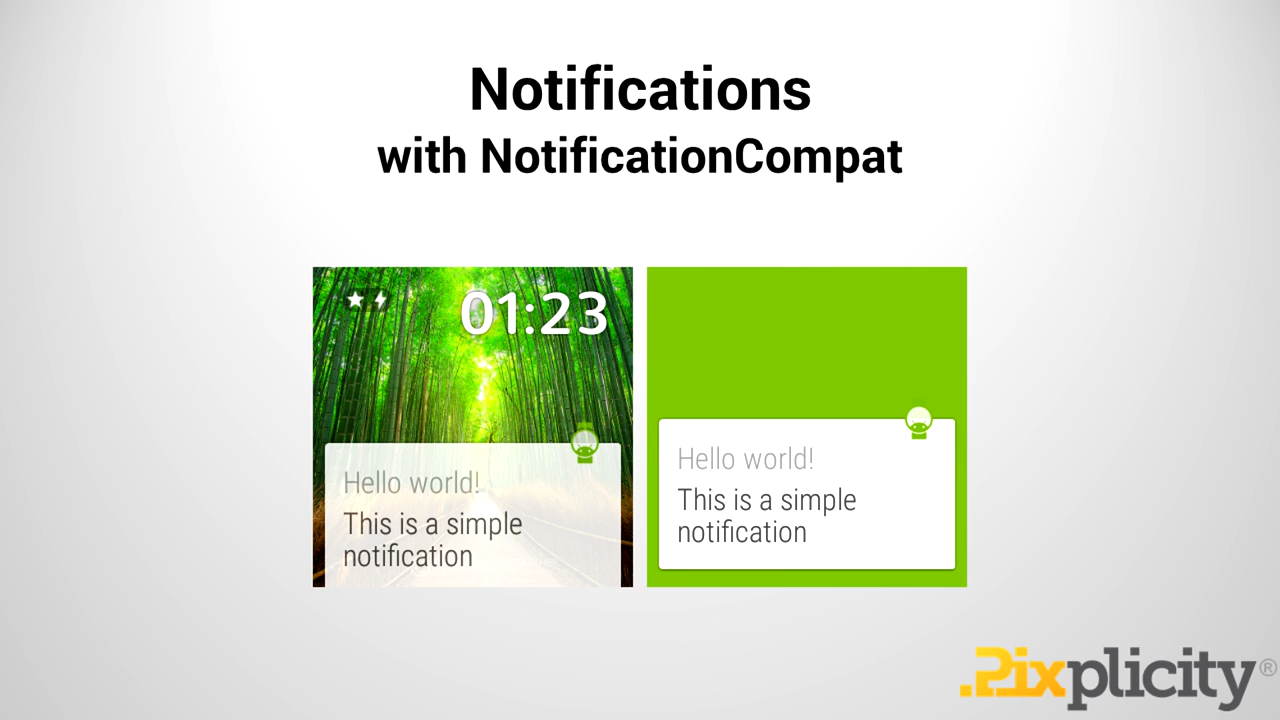 Notifications
with NotificationCompat
01:23
Hello world!
This is a simple
notification
Hello world!
This is a simple
notification
.Pixplicity®